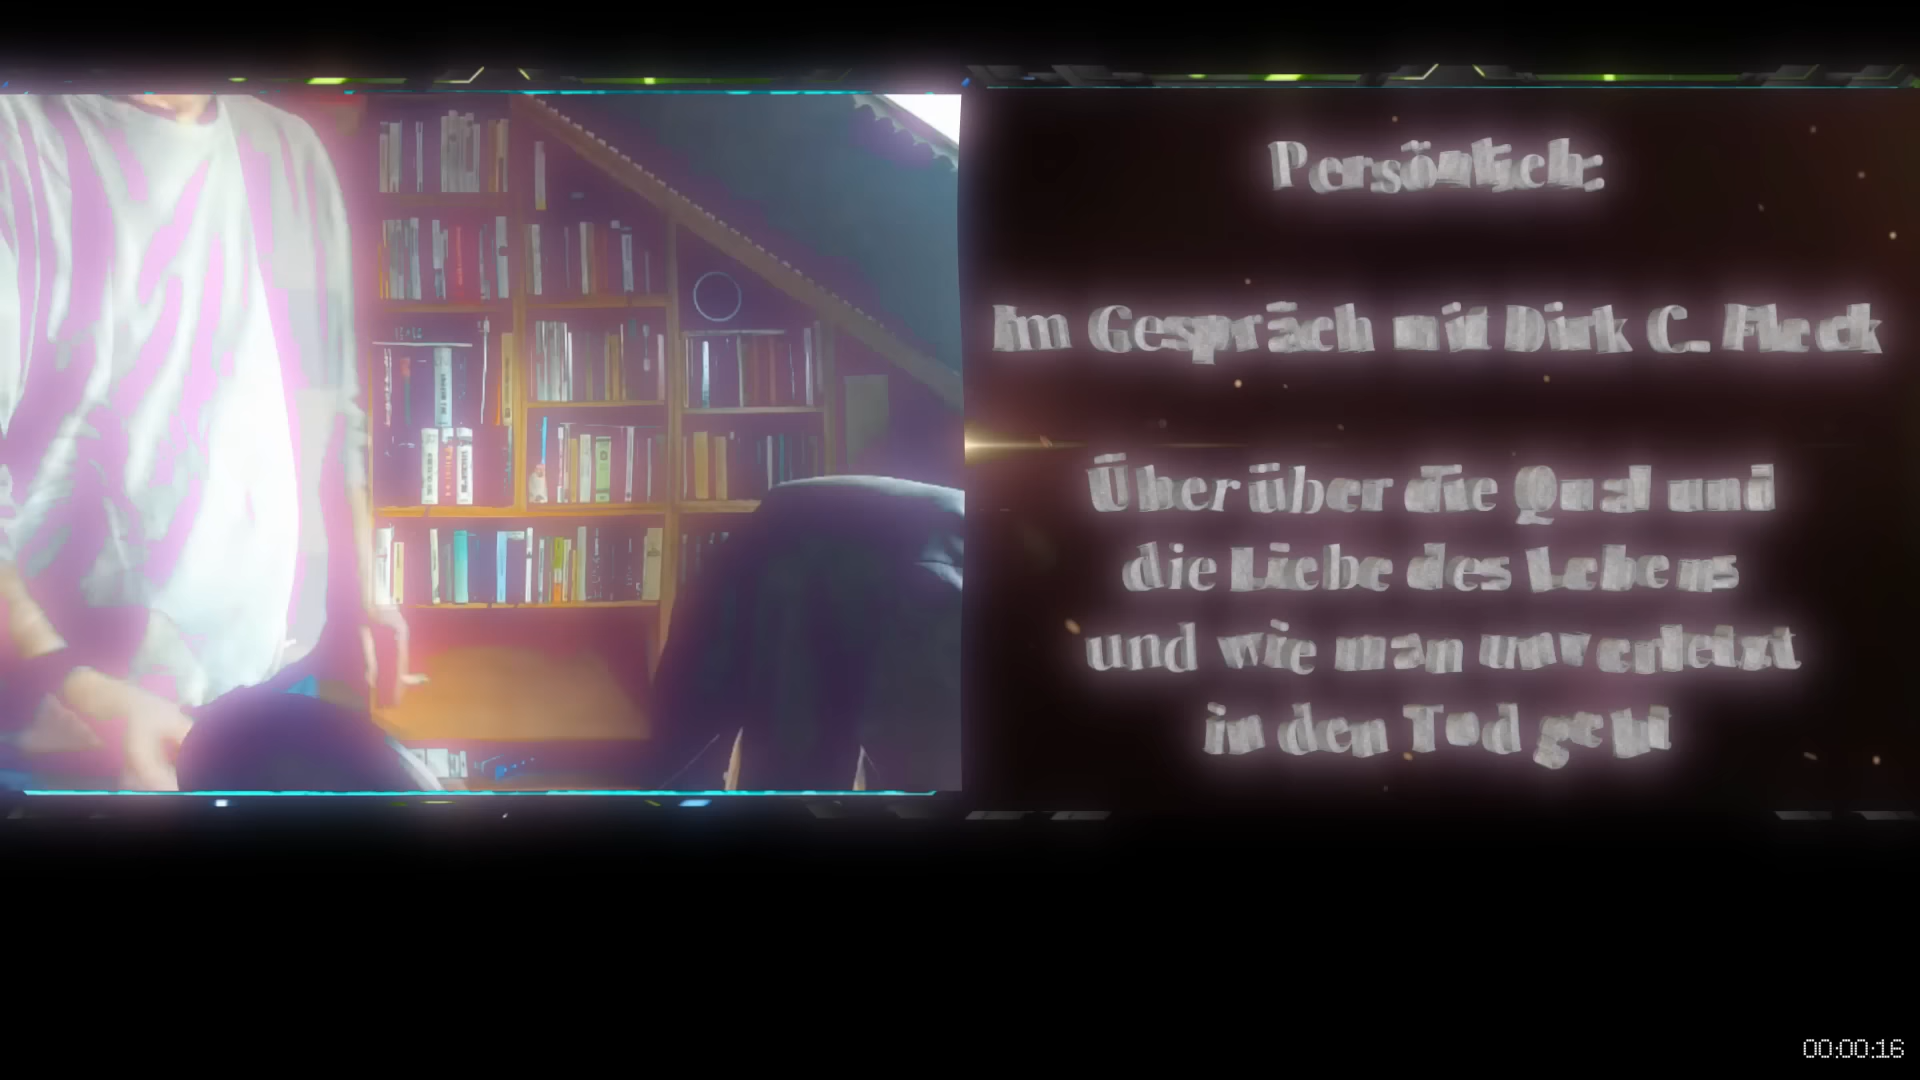 Persönlich:
Im Gespräch mit Dirk C. Fleck
Über über die Qual und
die Liebe des Lebens
und wie man unverletzt
in den Tod geht
00:00:16